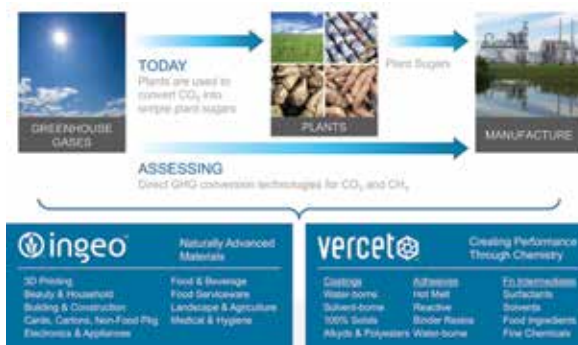 TODAY
Plants are used to
convert CO₂ into
simple plant sugars
Plant Sugars
GREENHOUSE
GASES
PLANTS
MANUFACTURE
ASSESSING
Direct GHG conversion technologies for CO₂ and CH₄
ingeo™
Naturally Advanced
Materials
3D Printing
Beauty & Household
Building & Construction
Cards, Cartons, Non-Food Pkg
Electronics & Appliances
Food & Beverage
Food Serviceware
Landscape & Agriculture
Medical & Hygiene
verceto
Creating Performance
Through Chemistry
Coatings
Water-borne
Solvent-borne
100% Solids
Alkyds & Polyesters
Adhesives
Hot Melt
Reactive
Binder Resins
Water-borne
Fn Intermediates
Surfactants
Solvents
Food Ingredients
Fine Chemicals